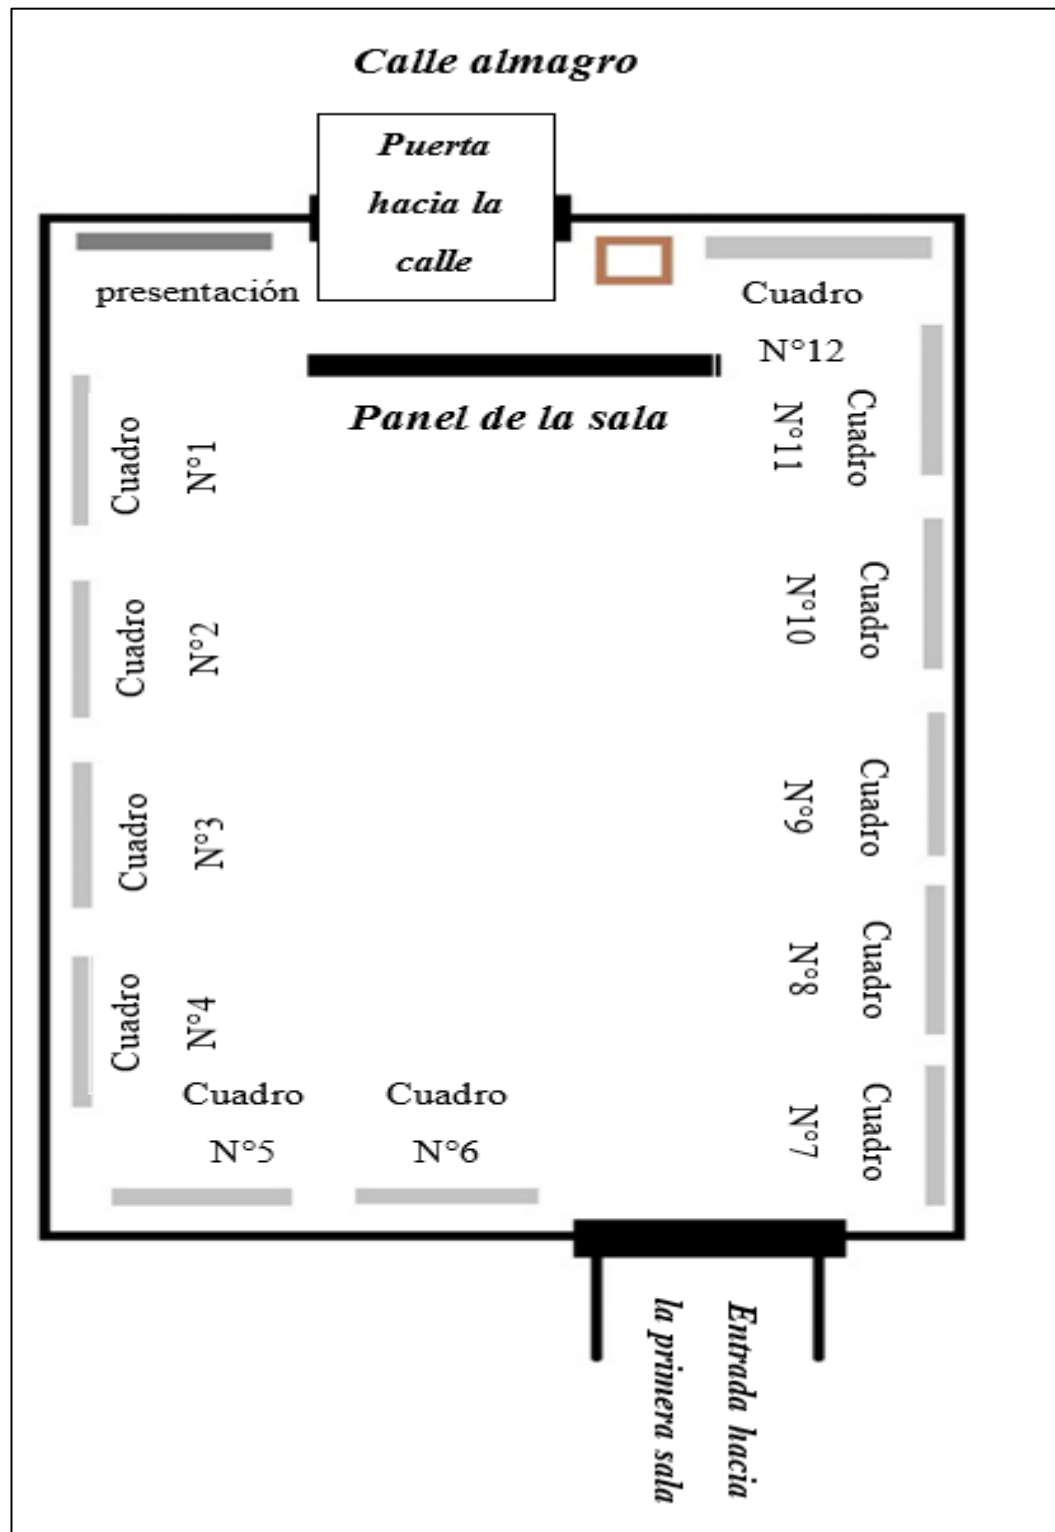 Calle almagro
Puerta
hacia la
calle
presentación
Cuadro
N°12
Panel de la sala
Cuadro
N°1
Cuadro
N°2
Cuadro
N°3
Cuadro
N°4
Cuadro
N°5
Cuadro
N°6
Cuadro
N°7
Cuadro
N°8
Cuadro
N°9
Cuadro
N°10
Cuadro
N°11
Entrada hacia
la primera sala